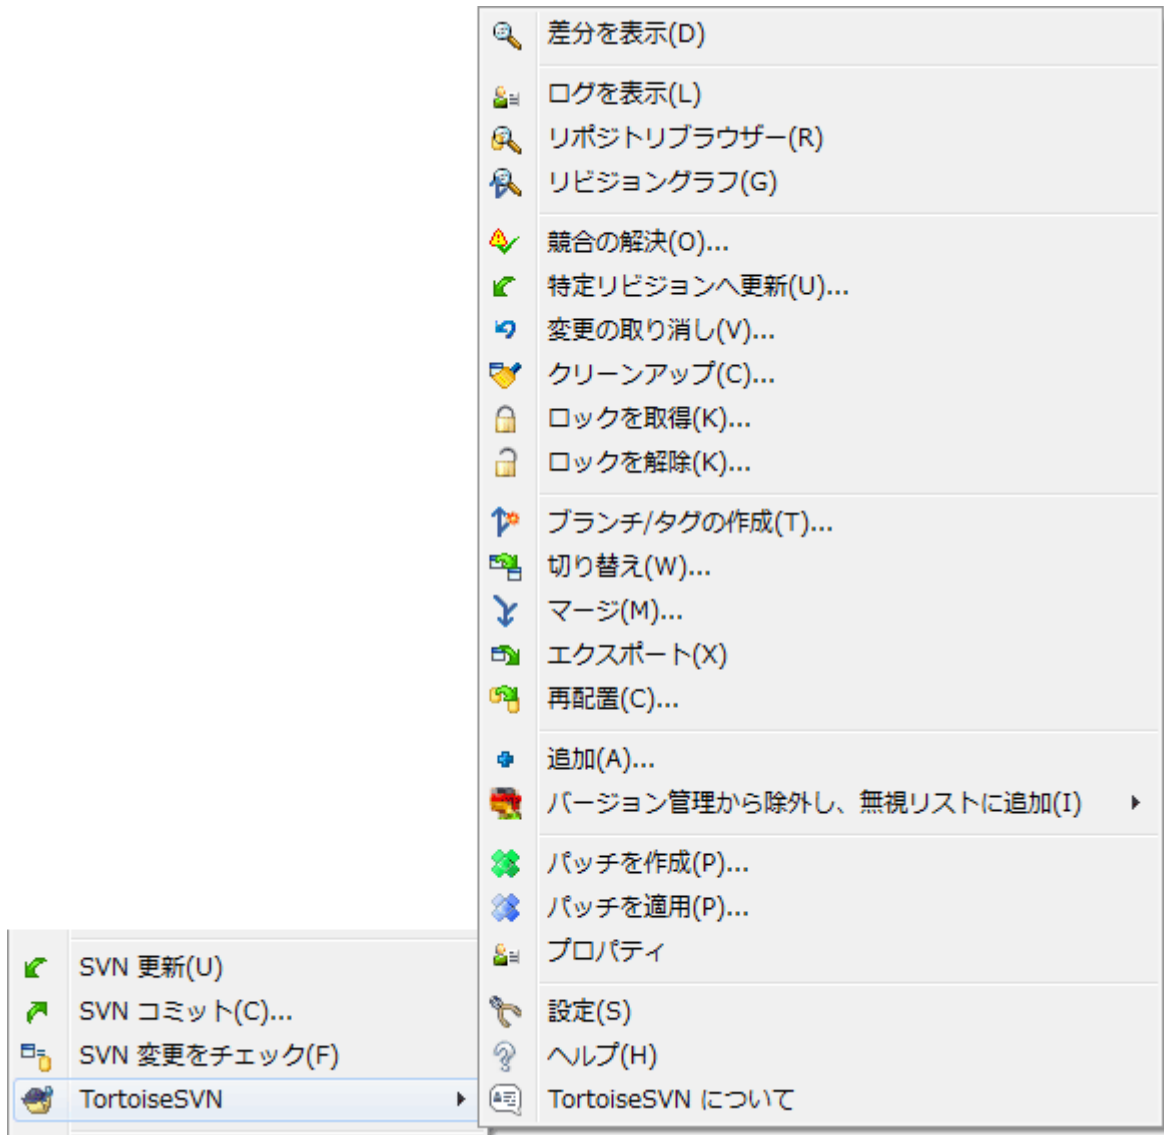 差分を表示(D)
ログを表示(L)
リポジトリブラウザー(R)
リビジョングラフ(G)
競合の解決(O)...
特定リビジョンへ更新(U)...
変更の取り消し(V)...
クリーンアップ(C)...
ロックを取得(K)...
ロックを解除(K)...
ブランチ/タグの作成(T)...
切り替え(W)...
マージ(M)...
エクスポート(X)
再配置(C)...
追加(A)...
バージョン管理から除外し、無視リストに追加(I)
パッチを作成(P)...
パッチを適用(P)...
プロパティ
設定(S)
ヘルプ(H)
TortoiseSVN について
SVN 更新(U)
SVN コミット(C)...
SVN 変更をチェック(F)
TortoiseSVN